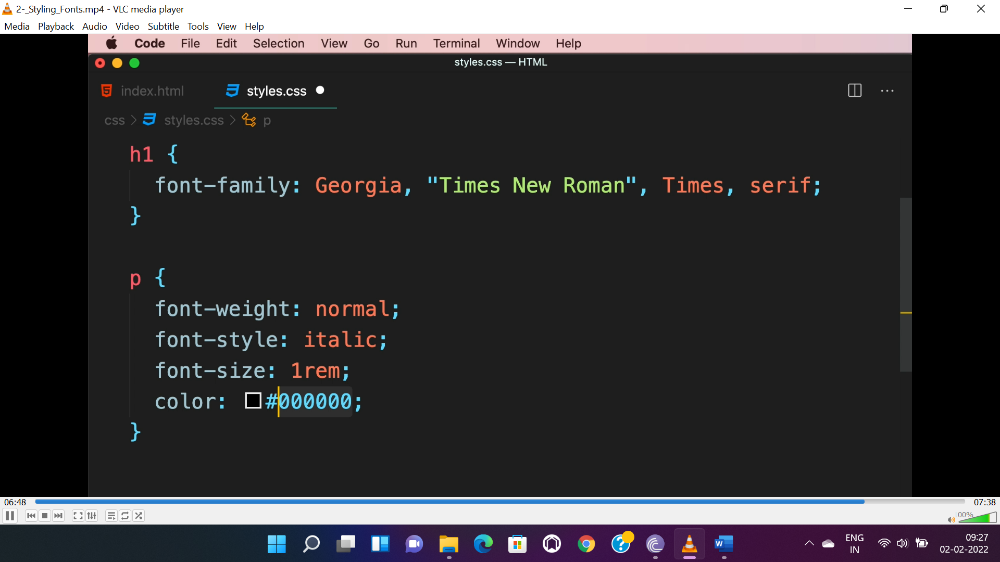 2-_Styling_Fonts.mp4 - VLC media player
Media Playback Audio Video Subtitle Tools View Help
Code File Edit Selection View Go Run Terminal Window Help
styles.css — HTML
index.html styles.css
css > styles.css > p
h1 {
font-family: Georgia, "Times New Roman", Times, serif;
}
p {
font-weight: normal;
font-style: italic;
font-size: 1rem;
color: #000000;
}
06:48 07:38
100%
ENG
IN
09:27
02-02-2022